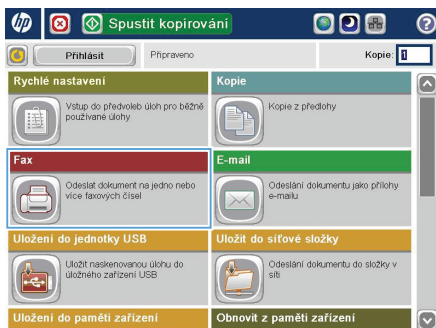 hp
Spustit kopírování
?
Přihlásit
Připraveno
Kopie: 1
Rychlé nastavení
Vstup do předvoleb úloh pro běžně
používané úlohy
Kopie
Kopie z předlohy
Fax
Odeslat dokument na jedno nebo
více faxových čísel
E-mail
Odeslání dokumentu jako přílohy
e-mailu
Uložení do jednotky USB
Uložit naskenovanou úlohu do
úložného zařízení USB
Uložit do síťové složky
Odeslání dokumentu do složky v
síti
Uložení do paměti zařízení
Obnovit z paměti zařízení